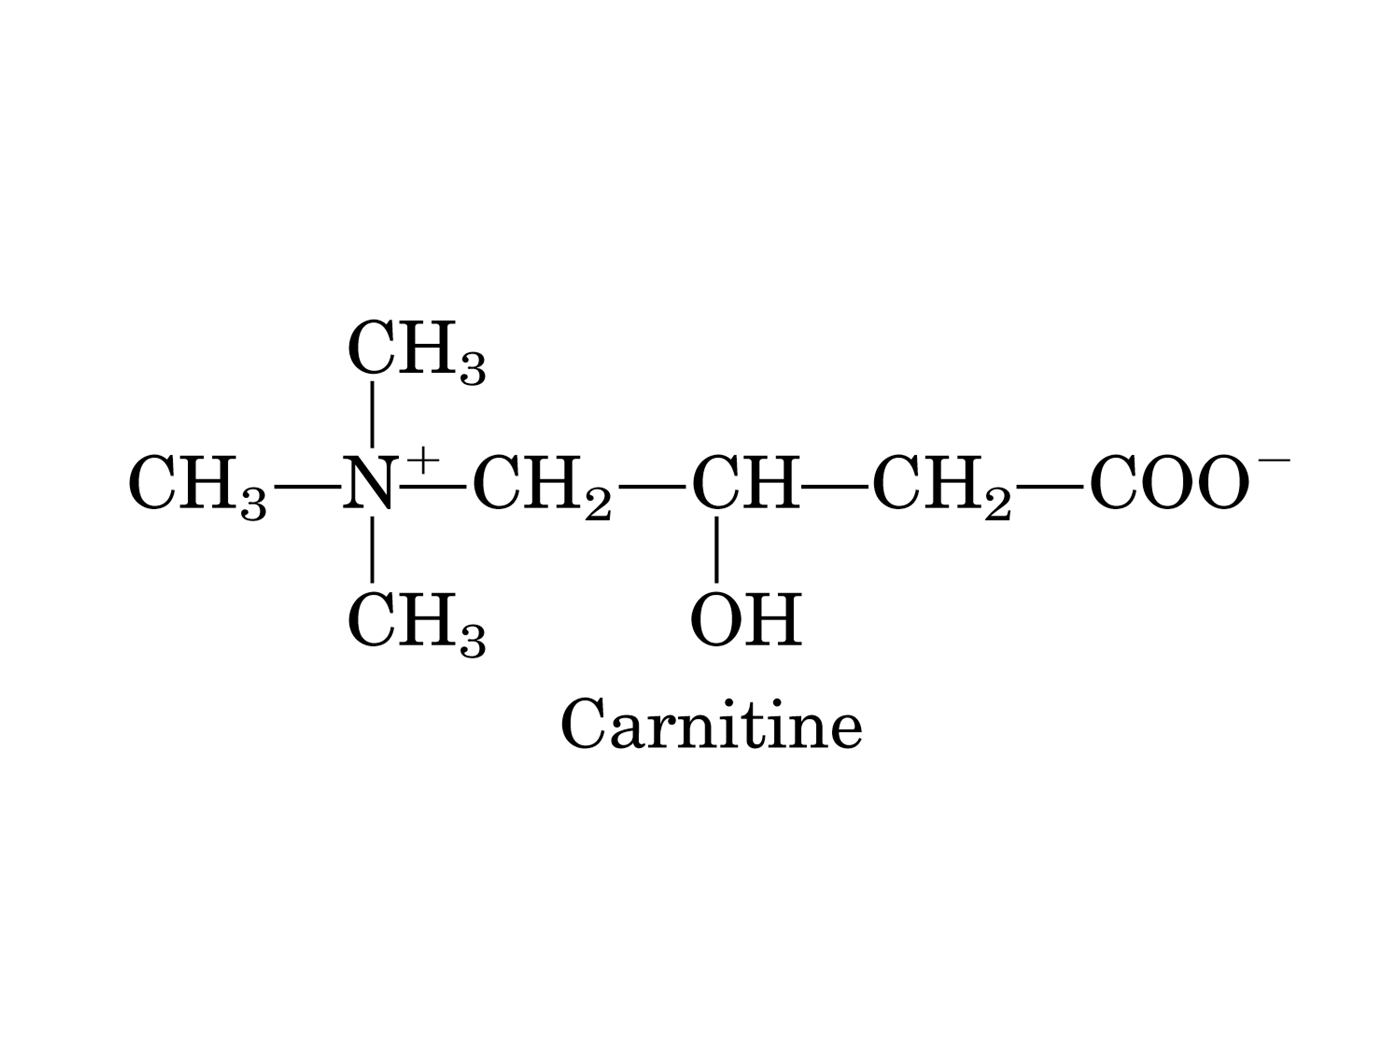 CH₃
CH₃—N⁺—CH₂—CH—CH₂—COO⁻
CH₃ OH
Carnitine